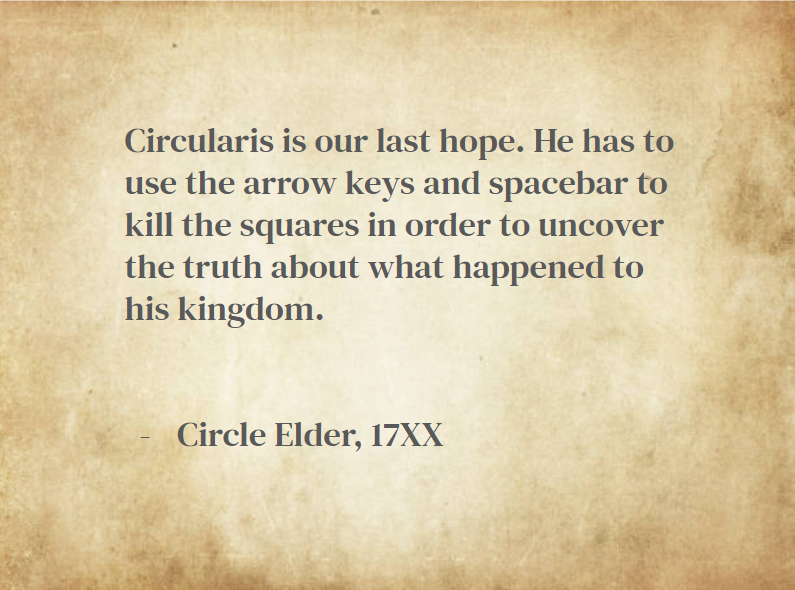 Circularis is our last hope. He has to
use the arrow keys and spacebar to
kill the squares in order to uncover
the truth about what happened to
his kingdom.
- Circle Elder, 17XX